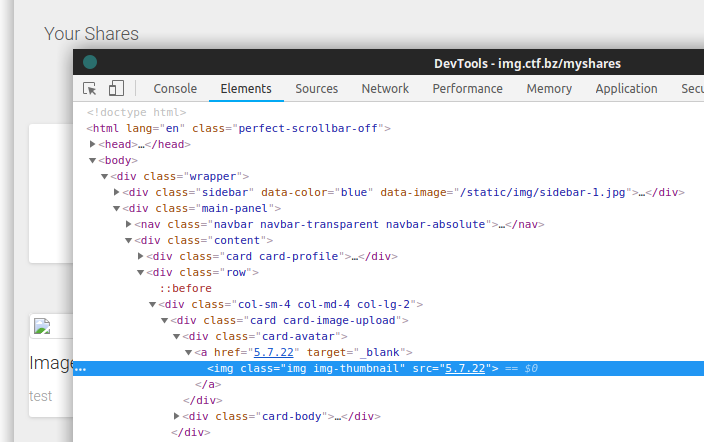 Your Shares
DevTools - img.ctf.bz/myshares
Console Elements Sources Network Performance Memory Application
<!doctype html>
<html lang="en" class="perfect-scrollbar-off">
<head>…</head>
<body>
<div class="wrapper">
<div class="sidebar" data-color="blue" data-image="/static/img/sidebar-1.jpg">…</div>
<div class="main-panel">
<nav class="navbar navbar-transparent navbar-absolute">…</nav>
<div class="content">
<div class="card card-profile">…</div>
<div class="row">
::before
<div class="col-sm-4 col-md-4 col-lg-2">
<div class="card card-image-upload">
<div class="card-avatar">
<a href="5.7.22" target="_blank">
Image
… <img class="img img-thumbnail" src="5.7.22"> == $0
</a>
test
</div>
<div class="card-body">…</div>
</div>